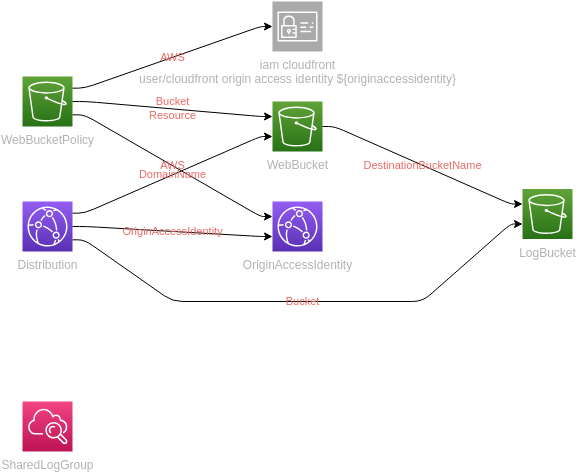 AWS
iam cloudfront
user/cloudfront origin access identity ${originaccessidentity}
Bucket
Resource
WebBucketPolicy
WebBucket
AWS
DomainName
DestinationBucketName
OriginAccessIdentity
Distribution
OriginAccessIdentity
LogBucket
Bucket
SharedLogGroup